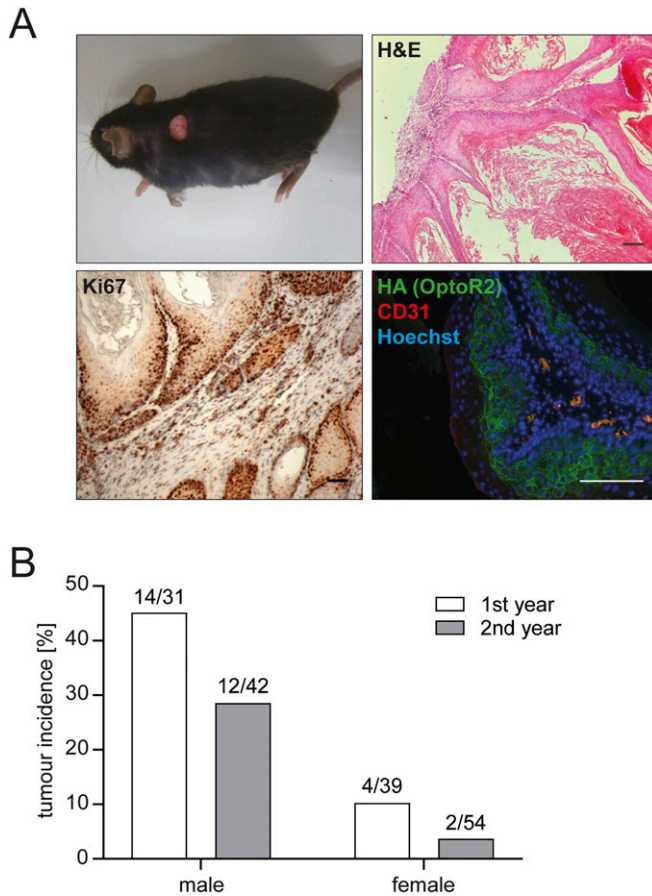 A
H&E
Ki67
HA (OptoR2)
CD31
Hoechst
B
50
40
30
20
10
0
tumour incidence [%]
14/31
12/42
4/39
2/54
1st year
2nd year
male
female